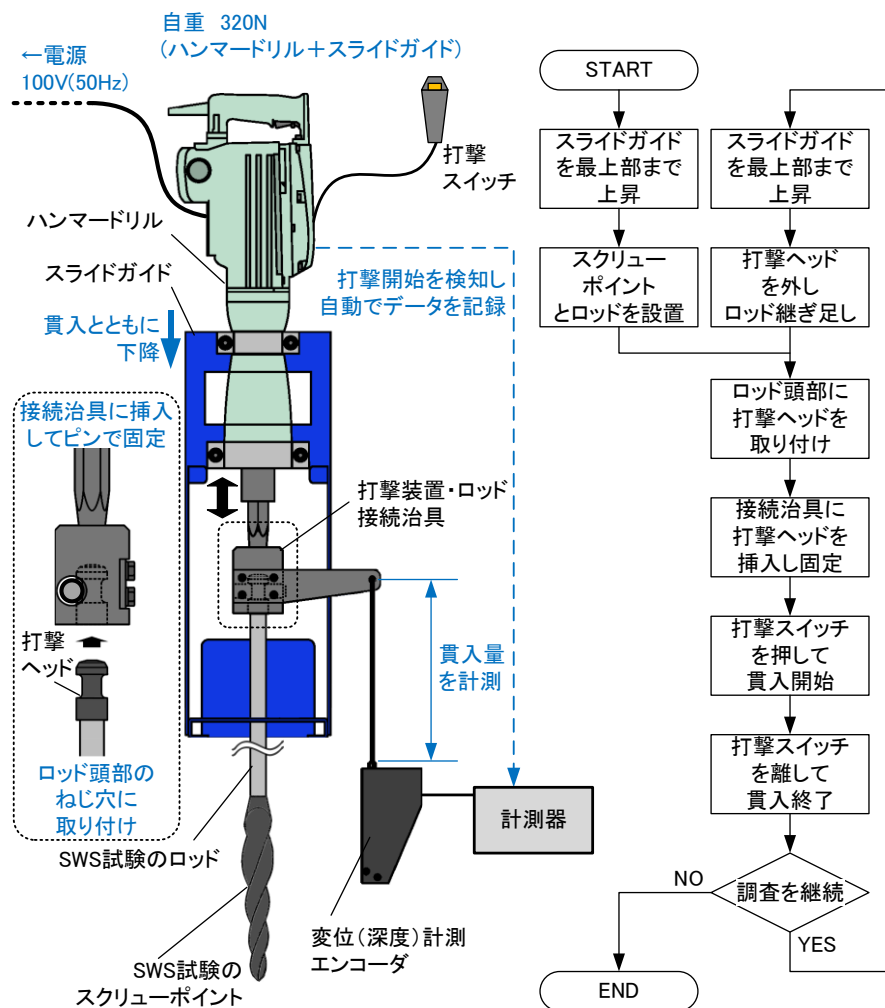 自重 320N
(ハンマードリル＋スライドガイド)
←電源
100V(50Hz)
打撃
スイッチ
ハンマードリル
スライドガイド
打撃開始を検知し
自動でデータを記録
貫入とともに
下降
接続治具に挿入
してピンで固定
打撃装置・ロッド
接続治具
打撃
ヘッド
貫入量
を計測
ロッド頭部の
ねじ穴に
取り付け
計測器
SWS試験のロッド
変位(深度)計測
エンコーダ
SWS試験の
スクリューポイント
START
スライドガイド
を最上部まで
上昇
スクリュー
ポイント
とロッドを設置
スライドガイド
を最上部まで
上昇
打撃ヘッド
を外し
ロッド継ぎ足し
ロッド頭部に
打撃ヘッドを
取り付け
接続治具に
打撃ヘッドを
挿入し固定
打撃スイッチ
を押して
貫入開始
打撃スイッチ
を離して
貫入終了
調査を継続
NO
YES
END